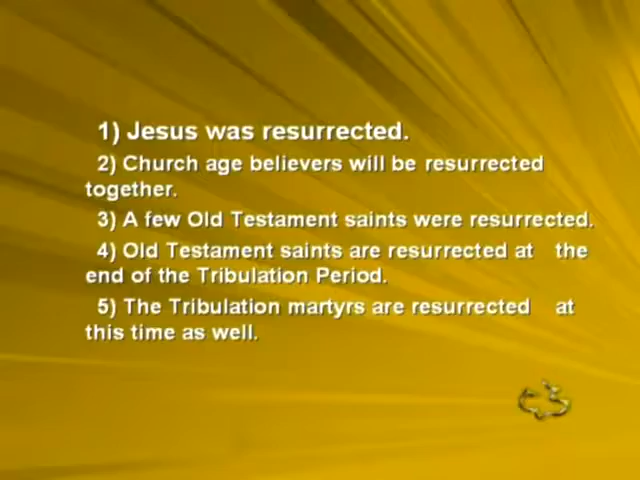 1) Jesus was resurrected.
2) Church age believers will be resurrected
together.
3) A few Old Testament saints were resurrected.
4) Old Testament saints are resurrected at the
end of the Tribulation Period.
5) The Tribulation martyrs are resurrected at
this time as well.